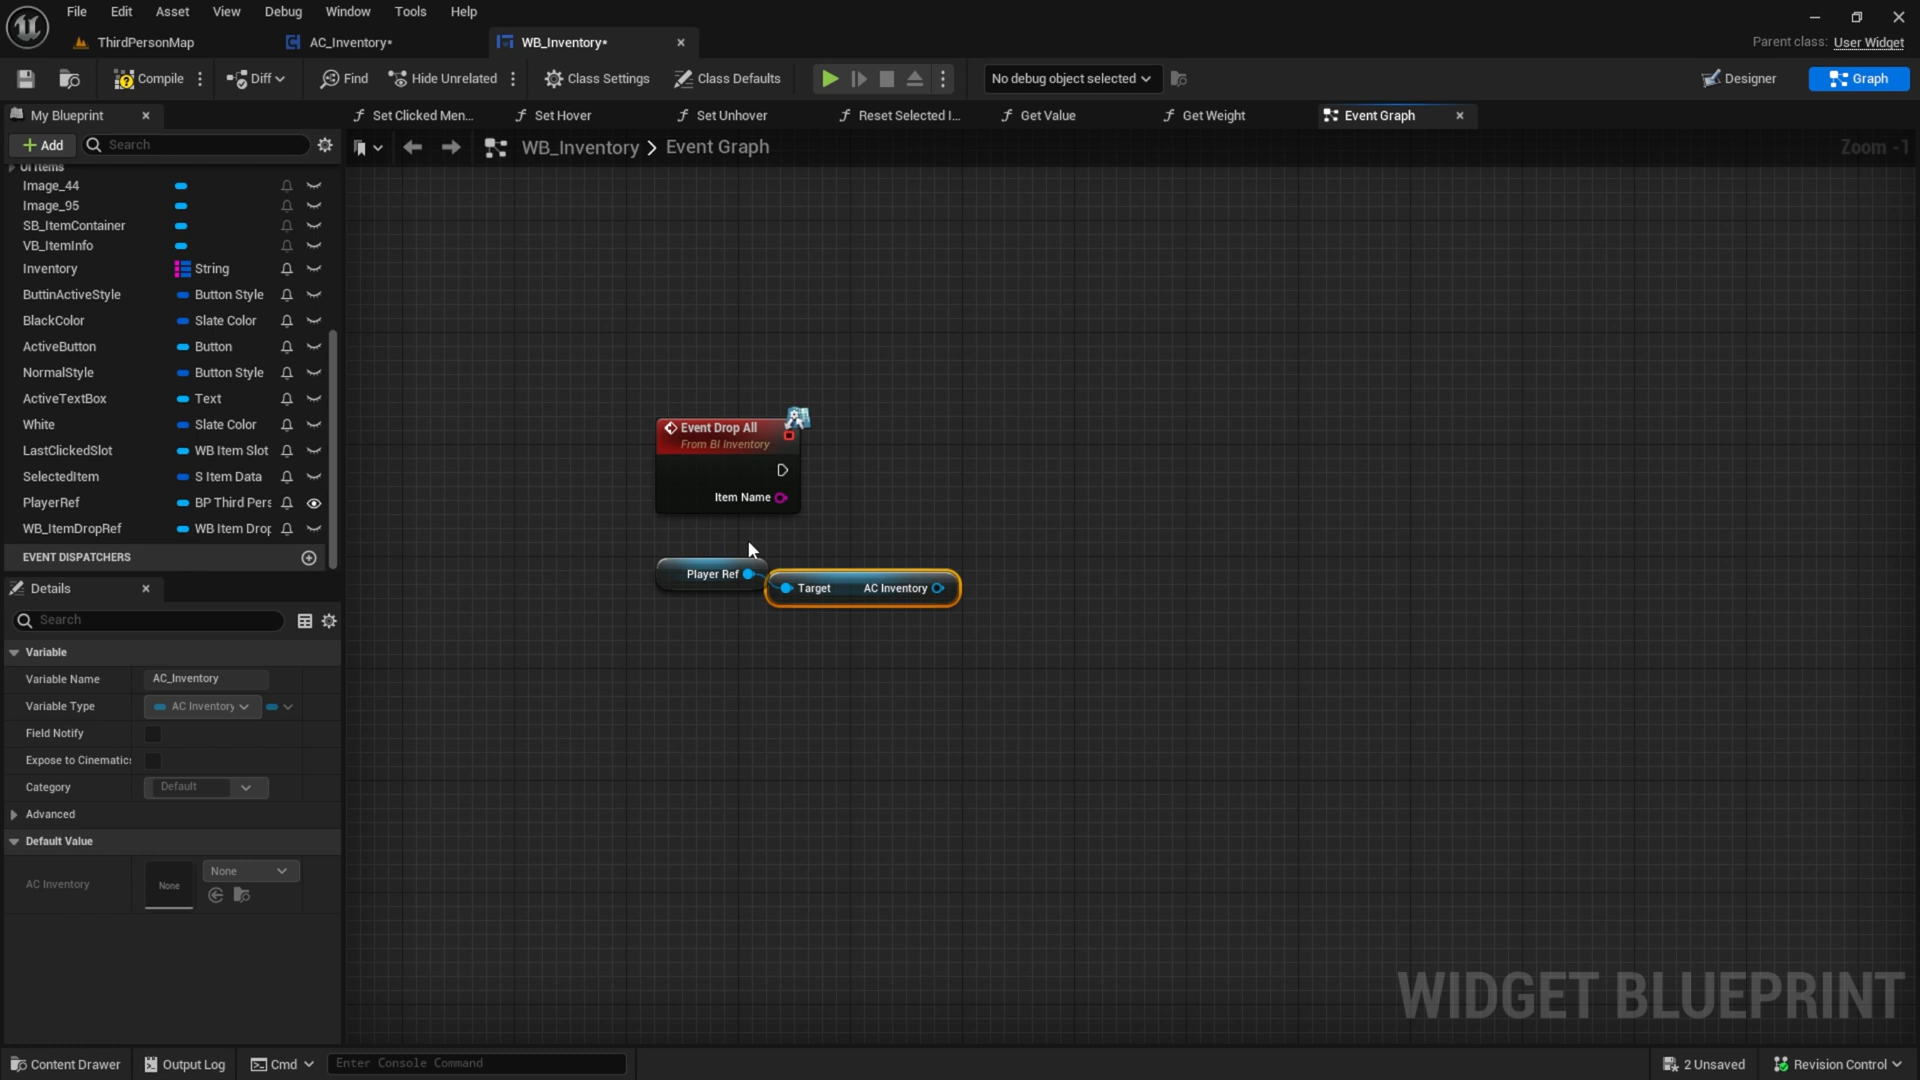 File Edit Asset View Debug Window Tools Help
ThirdPersonMap AC_Inventory* WB_Inventory*
Parent class: User Widget
Compile Diff Find Hide Unrelated Class Settings Class Defaults No debug object selected Designer Graph
My Blueprint
Set Clicked Men... Set Hover Set Unhover Reset Selected I... Get Value Get Weight Event Graph
Add Search
WB_Inventory > Event Graph
Zoom -1
UI Items
Image_44
Image_95
SB_ItemContainer
VB_ItemInfo
Inventory String
ButtinActiveStyle Button Style
BlackColor Slate Color
ActiveButton Button
NormalStyle Button Style
ActiveTextBox Text
White Slate Color
LastClickedSlot WB Item Slot
SelectedItem S Item Data
PlayerRef BP Third Pers
WB_ItemDropRef WB Item Drop
EVENT DISPATCHERS
Event Drop All
From BI Inventory
Item Name
Player Ref
Target AC Inventory
Details
Search
Variable
Variable Name AC_Inventory
Variable Type AC Inventory
Field Notify
Expose to Cinematics
Category Default
Advanced
Default Value
AC Inventory None None
WIDGET BLUEPRINT
Content Drawer Output Log Cmd Enter Console Command 2 Unsaved Revision Control